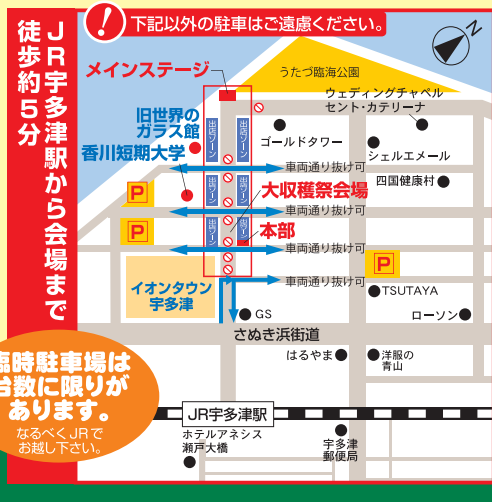 下記以外の駐車はご遠慮ください。
JR宇多津駅から会場まで
徒歩約5分
N
うたづ臨海公園
メインステージ
ウェディングチャペル
セント・カテリーナ
旧世界の
ガラス館
出店ゾーン
出店ゾーン
ゴールドタワー
シェルエメール
香川短期大学
車両通り抜け可
四国健康村
P
出店ゾーン
出店ゾーン
大収穫祭会場
車両通り抜け可
P
出店ゾーン
出店ゾーン
本部
車両通り抜け可
P
イオンタウン
宇多津
車両通り抜け可
TSUTAYA
GS
ローソン
さぬき浜街道
はるやま
洋服の
青山
臨時駐車場は
台数に限りが
あります。
なるべくJRで
お越し下さい。
JR宇多津駅
ホテルアネシス
瀬戸大橋
宇多津
郵便局